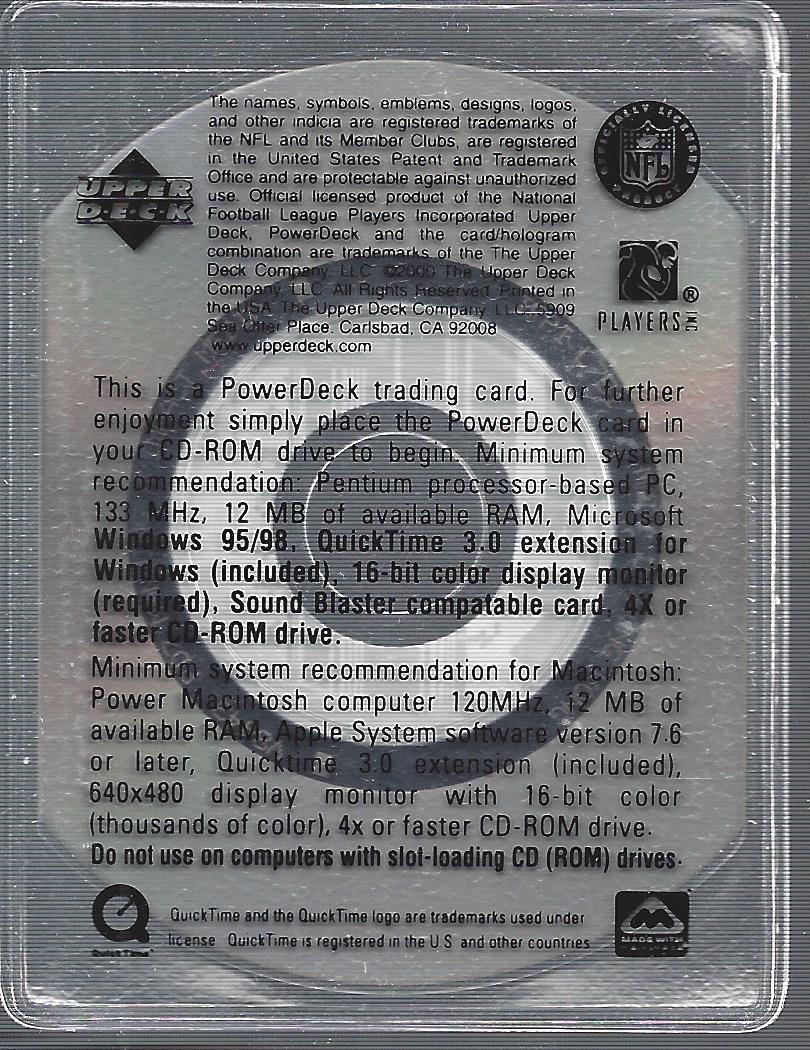 The names, symbols, emblems, designs, logos,
and other indicia are registered trademarks of
the NFL and its Member Clubs, are registered
in the United States Patent and Trademark
Office and are protectable against unauthorized
use. Official licensed product of the National
Football League Players Incorporated Upper
Deck, PowerDeck and the card/hologram
combination are trademarks of the The Upper
Deck Company, LLC ©2000 The Upper Deck
Company, LLC All Rights Reserved. Printed in
the USA The Upper Deck Company, LLC. 5909
Sea Otter Place. Carlsbad, CA 92008
www.upperdeck.com
UPPER
D·E·C·K
OFFICIALLY LICENSED
NFL
PRODUCT
®
PLAYERS INC
This is a PowerDeck trading card. For further
enjoyment simply place the PowerDeck card in
your CD-ROM drive to begin. Minimum system
recommendation: Pentium processor-based PC,
133 MHz, 12 MB of available RAM, Microsoft
Windows 95/98, QuickTime 3.0 extension for
Windows (included), 16-bit color display monitor
(required), Sound Blaster compatable card, 4X or
faster CD-ROM drive.
Minimum system recommendation for Macintosh:
Power Macintosh computer 120MHz, 12 MB of
available RAM, Apple System software version 7.6
or later, Quicktime 3.0 extension (included),
640x480 display monitor with 16-bit color
(thousands of color), 4x or faster CD-ROM drive.
Do not use on computers with slot-loading CD (ROM) drives.
QuickTime and the QuickTime logo are trademarks used under
license QuickTime is registered in the U S and other countries
QuickTime™
MADE WITH